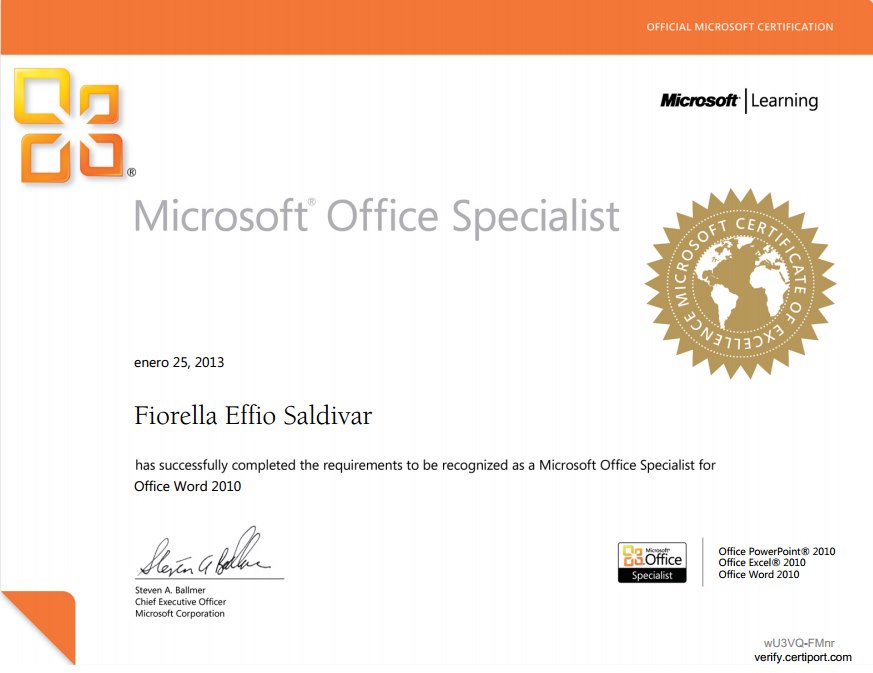 OFFICIAL MICROSOFT CERTIFICATION
Microsoft® | Learning
®
Microsoft® Office Specialist
MICROSOFT CERTIFICATE OF EXCELLENCE
enero 25, 2013
Fiorella Effio Saldivar
has successfully completed the requirements to be recognized as a Microsoft Office Specialist for
Office Word 2010
Steven A Ballmer
Steven A. Ballmer
Chief Executive Officer
Microsoft Corporation
Microsoft®
Office
Specialist
Office PowerPoint® 2010
Office Excel® 2010
Office Word 2010
wU3VQ-FMnr
verify.certiport.com